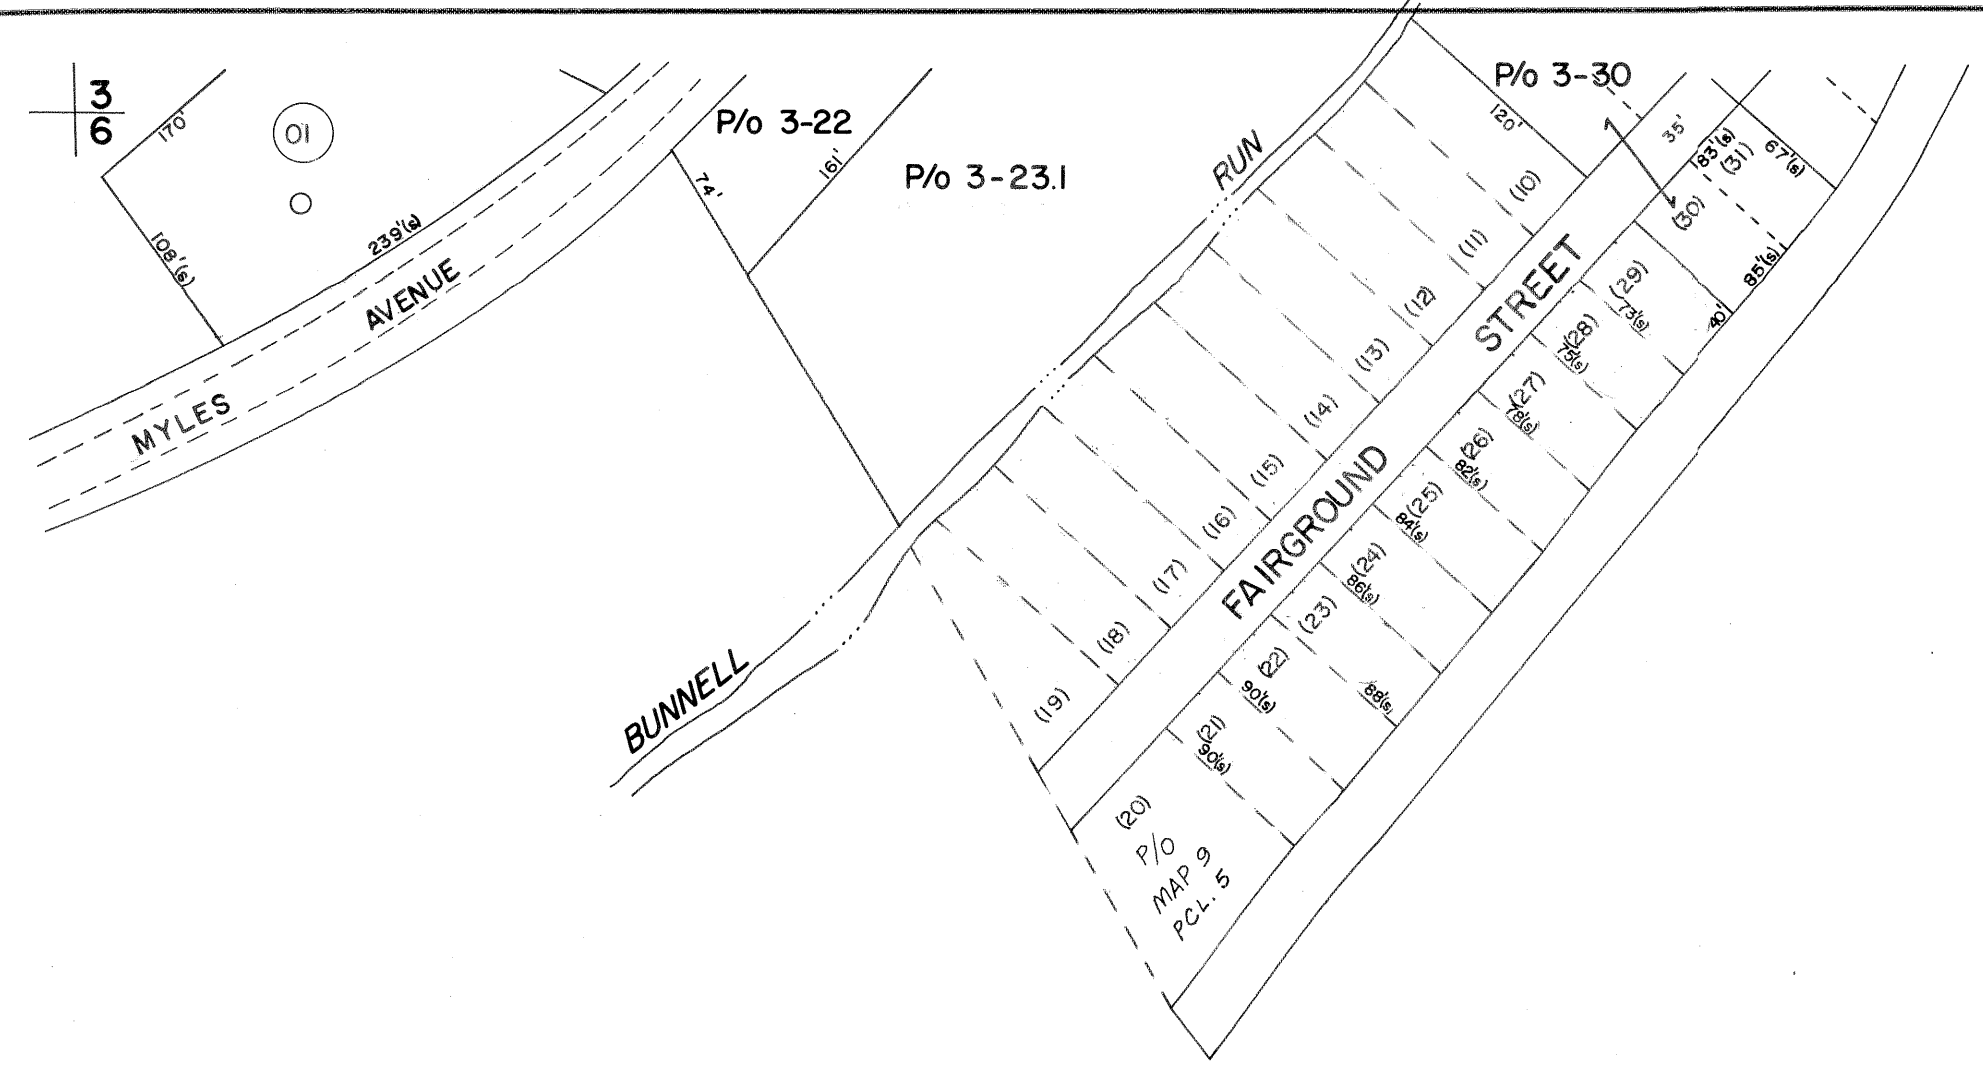 3
6
170'
01
108'(s)
239'(s)
MYLES AVENUE
P/o 3-22
74'
161'
P/o 3-23.1
BUNNELL RUN
P/o 3-30
120'
35'
83'(s)
(31)
67'(s)
(30)
85'(s)
40'
(10)
(11)
(12)
(13)
(14)
(15)
(16)
(17)
(18)
(19)
FAIRGROUND STREET
(29)
73'(s)
(28)
75'(s)
(27)
78'(s)
(26)
82'(s)
(25)
84'(s)
(24)
86'(s)
(23)
88'(s)
(22)
90'(s)
(21)
90'(s)
(20)
P/O
MAP 9
PCL. 5